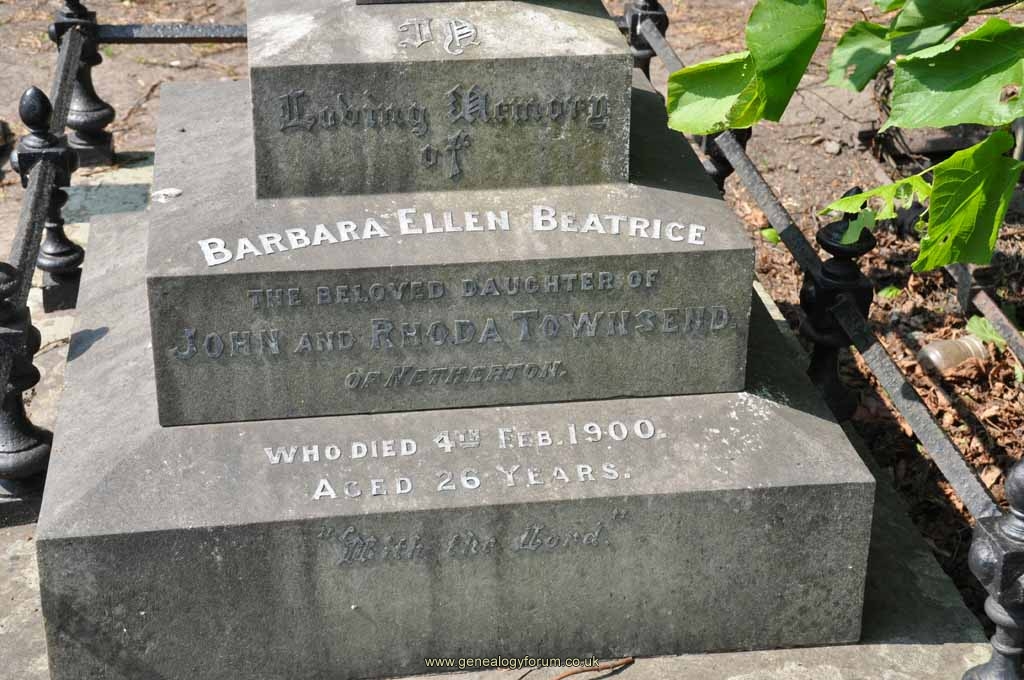 In
Loving Memory
of
BARBARA ELLEN BEATRICE
THE BELOVED DAUGHTER OF
JOHN AND RHODA TOWNSEND.
OF NETHERTON.
WHO DIED 4TH FEB. 1900.
AGED 26 YEARS.
"With the Lord."
www.genealogyforum.co.uk